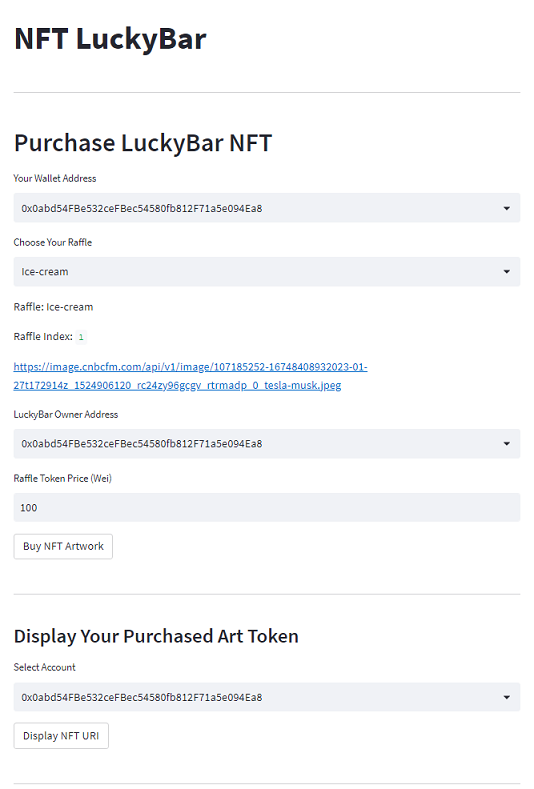 NFT LuckyBar
Purchase LuckyBar NFT
Your Wallet Address
0x0abd54FBe532ceFBec54580fb812F71a5e094Ea8
Choose Your Raffle
Ice-cream
Raffle: Ice-cream
Raffle Index: 1
https://image.cnbcfm.com/api/v1/image/107185252-16748408932023-01-
27t172914z_1524906120_rc24zy96gcgv_rtrmadp_0_tesla-musk.jpeg
LuckyBar Owner Address
0x0abd54FBe532ceFBec54580fb812F71a5e094Ea8
Raffle Token Price (Wei)
100
Buy NFT Artwork
Display Your Purchased Art Token
Select Account
0x0abd54FBe532ceFBec54580fb812F71a5e094Ea8
Display NFT URI